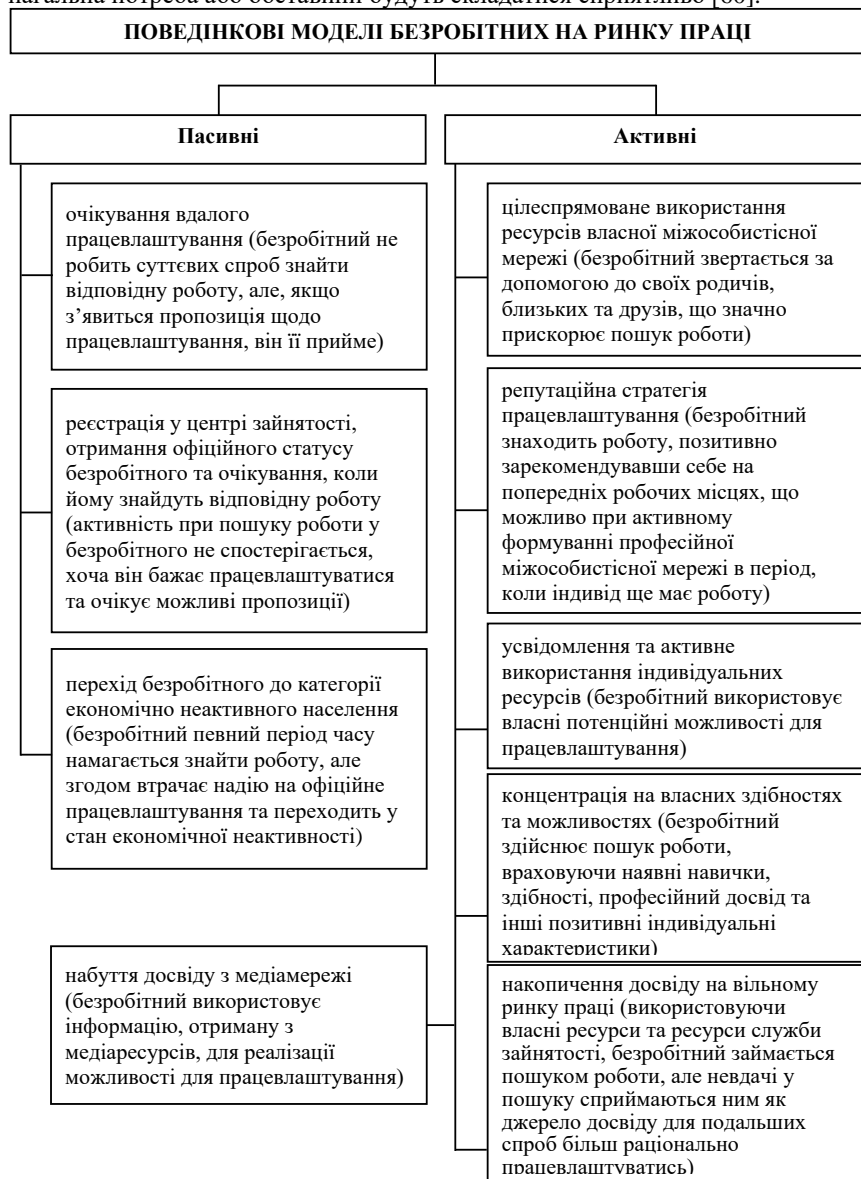 ПОВЕДІНКОВІ МОДЕЛІ БЕЗРОБІТНИХ НА РИНКУ ПРАЦІ
Пасивні
очікування вдалого
працевлаштування (безробітний не
робить суттєвих спроб знайти
відповідну роботу, але, якщо
з’явиться пропозиція щодо
працевлаштування, він її прийме)
реєстрація у центрі зайнятості,
отримання офіційного статусу
безробітного та очікування, коли
йому знайдуть відповідну роботу
(активність при пошуку роботи у
безробітного не спостерігається,
хоча він бажає працевлаштуватися
та очікує можливі пропозиції)
перехід безробітного до категорії
економічно неактивного населення
(безробітний певний період часу
намагається знайти роботу, але
згодом втрачає надію на офіційне
працевлаштування та переходить у
стан економічної неактивності)
Активні
цілеспрямоване використання
ресурсів власної міжособистісної
мережі (безробітний звертається за
допомогою до своїх родичів,
близьких та друзів, що значно
прискорює пошук роботи)
репутаційна стратегія
працевлаштування (безробітний
знаходить роботу, позитивно
зарекомендувавши себе на
попередніх робочих місцях, що
можливо при активному
формуванні професійної
міжособистісної мережі в період,
коли індивід ще має роботу)
усвідомлення та активне
використання індивідуальних
ресурсів (безробітний використовує
власні потенційні можливості для
працевлаштування)
концентрація на власних здібностях
та можливостях (безробітний
здійснює пошук роботи,
враховуючи наявні навички,
здібності, професійний досвід та
інші позитивні індивідуальні
характеристики)
набуття досвіду з медіамережі
(безробітний використовує
інформацію, отриману з
медіаресурсів, для реалізації
можливості для працевлаштування)
накопичення досвіду на вільному
ринку праці (використовуючи
власні ресурси та ресурси служби
зайнятості, безробітний займається
пошуком роботи, але невдачі у
пошуку сприймаються ним як
джерело досвіду для подальших
спроб більш раціонально
працевлаштуватись)